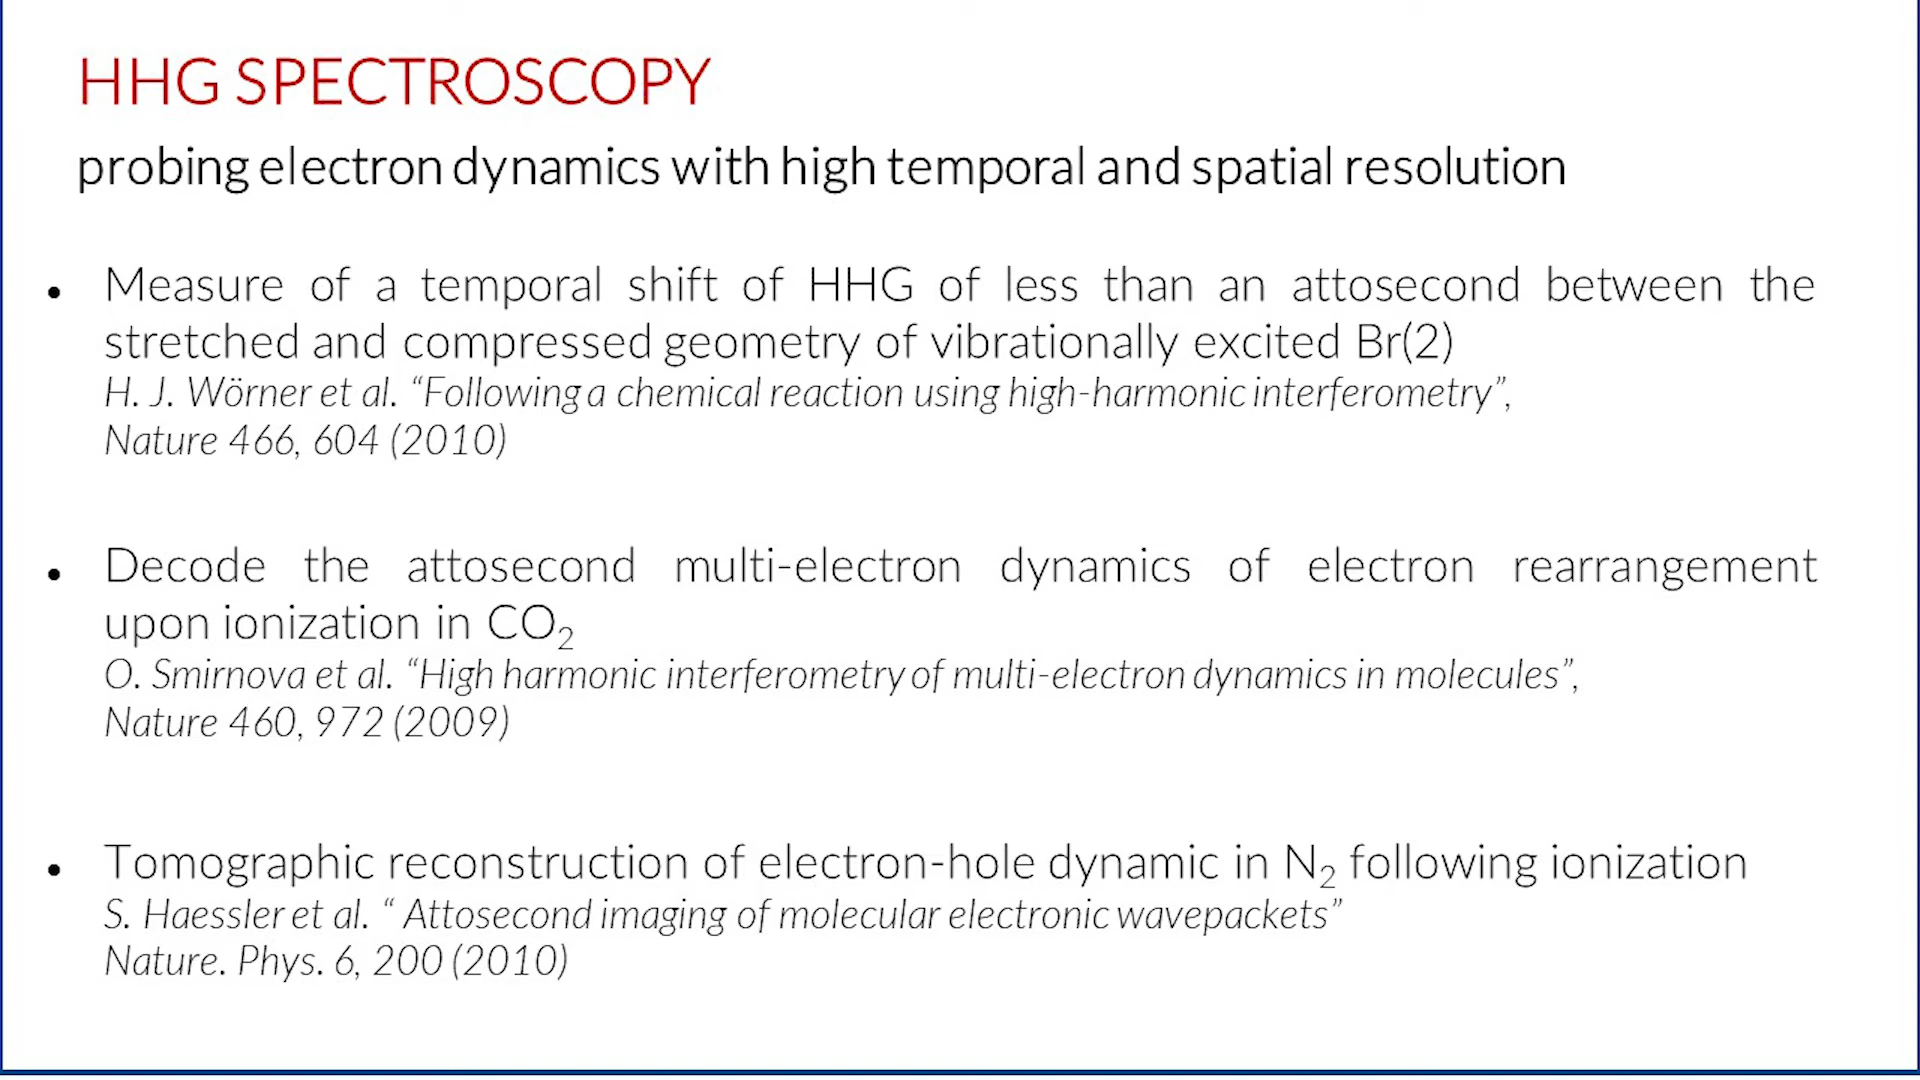 HHG SPECTROSCOPY
probing electron dynamics with high temporal and spatial resolution
• Measure of a temporal shift of HHG of less than an attosecond between the
stretched and compressed geometry of vibrationally excited Br(2)
H. J. Wörner et al. “Following a chemical reaction using high-harmonic interferometry”,
Nature 466, 604 (2010)
• Decode the attosecond multi-electron dynamics of electron rearrangement
upon ionization in CO₂
O. Smirnova et al. “High harmonic interferometry of multi-electron dynamics in molecules”,
Nature 460, 972 (2009)
• Tomographic reconstruction of electron-hole dynamic in N₂ following ionization
S. Haessler et al. “ Attosecond imaging of molecular electronic wavepackets”
Nature. Phys. 6, 200 (2010)